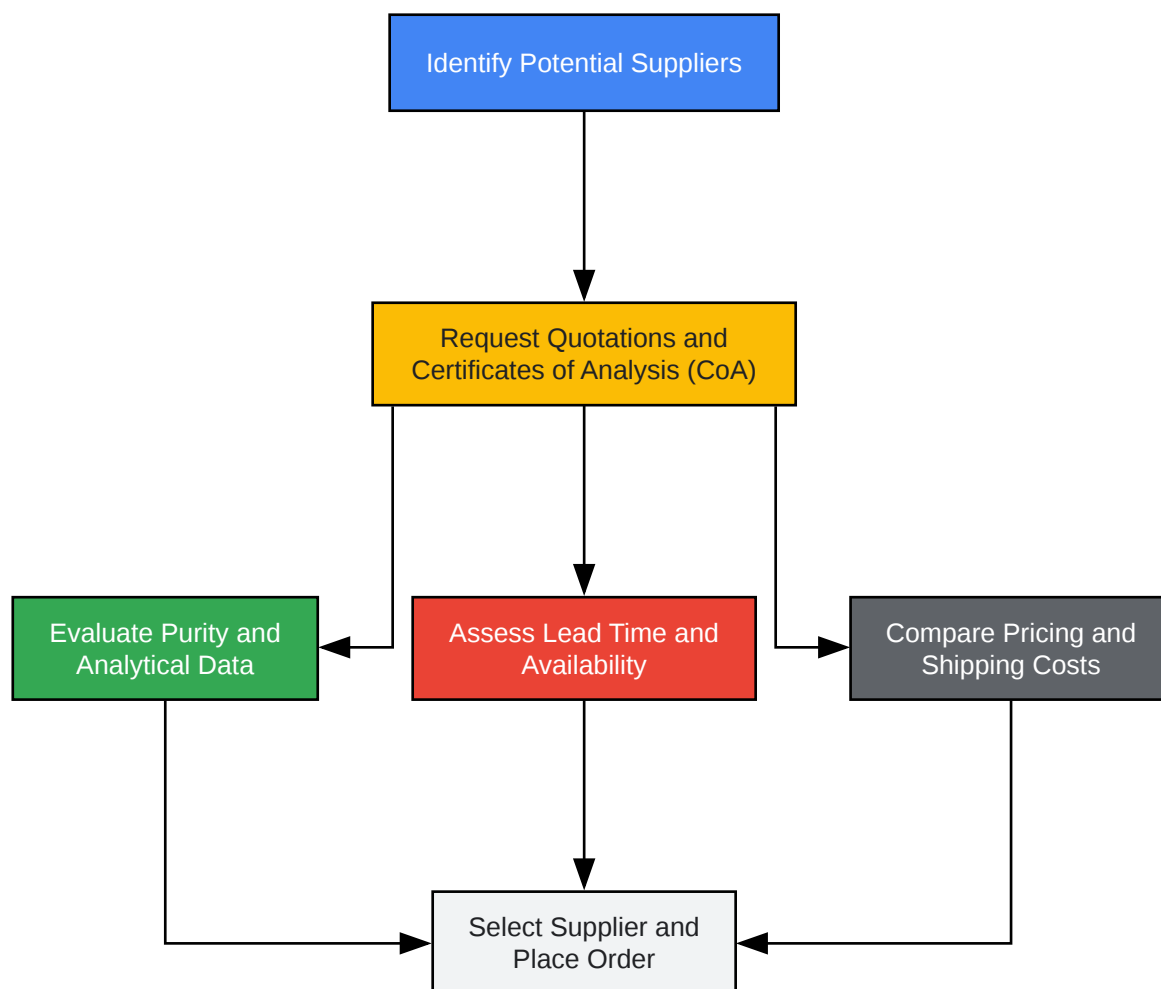 Identify Potential Suppliers
Request Quotations and
Certificates of Analysis (CoA)
Evaluate Purity and
Analytical Data
Assess Lead Time and
Availability
Compare Pricing and
Shipping Costs
Select Supplier and
Place Order